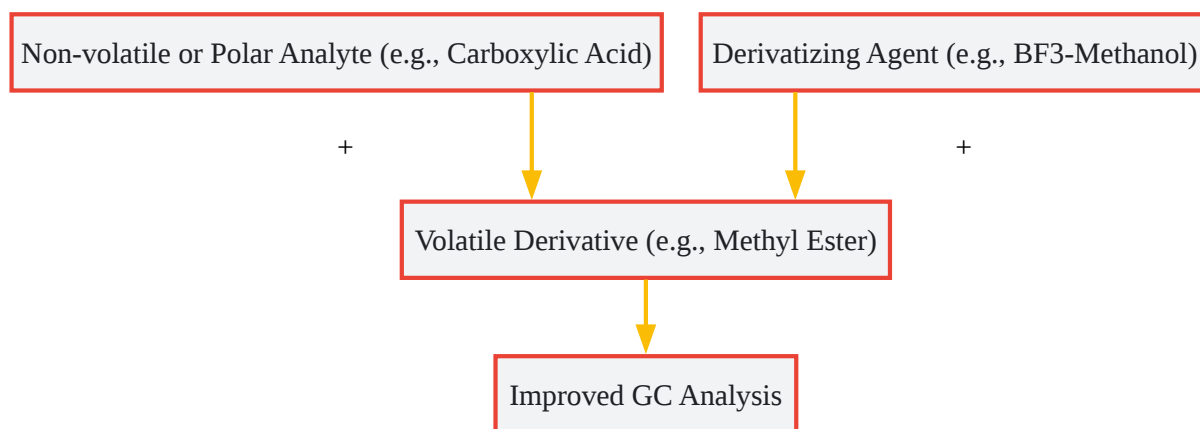 Non-volatile or Polar Analyte (e.g., Carboxylic Acid)
Derivatizing Agent (e.g., BF3-Methanol)
+
+
Volatile Derivative (e.g., Methyl Ester)
Improved GC Analysis